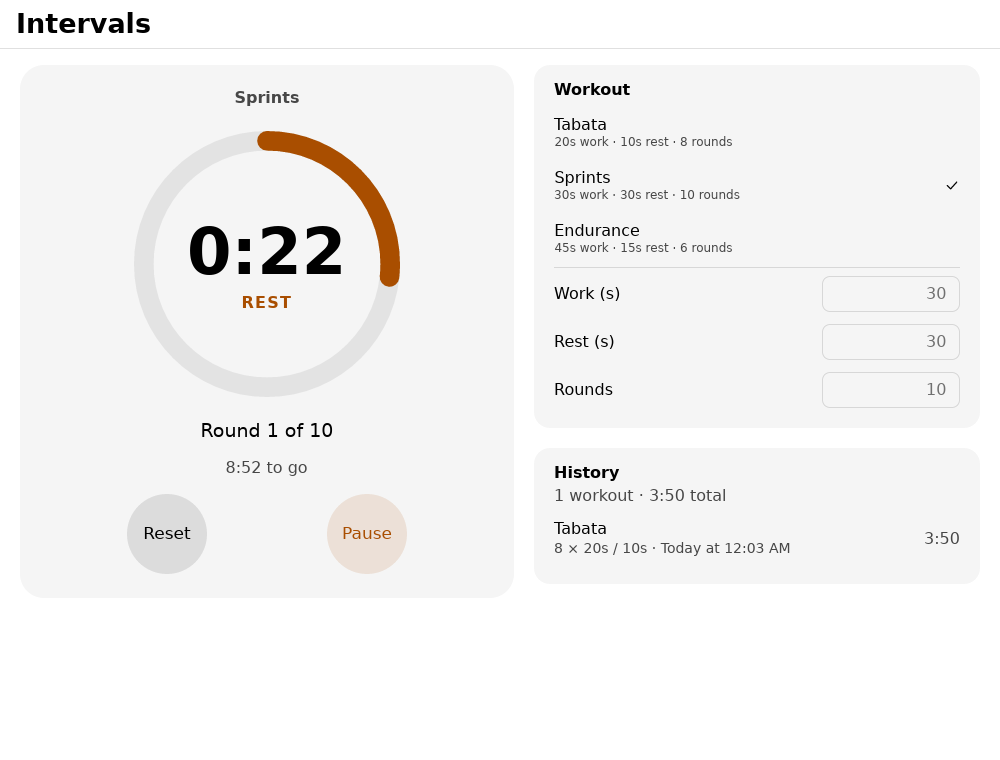 Intervals
Sprints
0:22
REST
Round 1 of 10
8:52 to go
Reset
Pause
Workout
Tabata
20s work · 10s rest · 8 rounds
Sprints
30s work · 30s rest · 10 rounds
Endurance
45s work · 15s rest · 6 rounds
Work (s)
30
Rest (s)
30
Rounds
10
History
1 workout · 3:50 total
Tabata
8 × 20s / 10s · Today at 12:03 AM
3:50